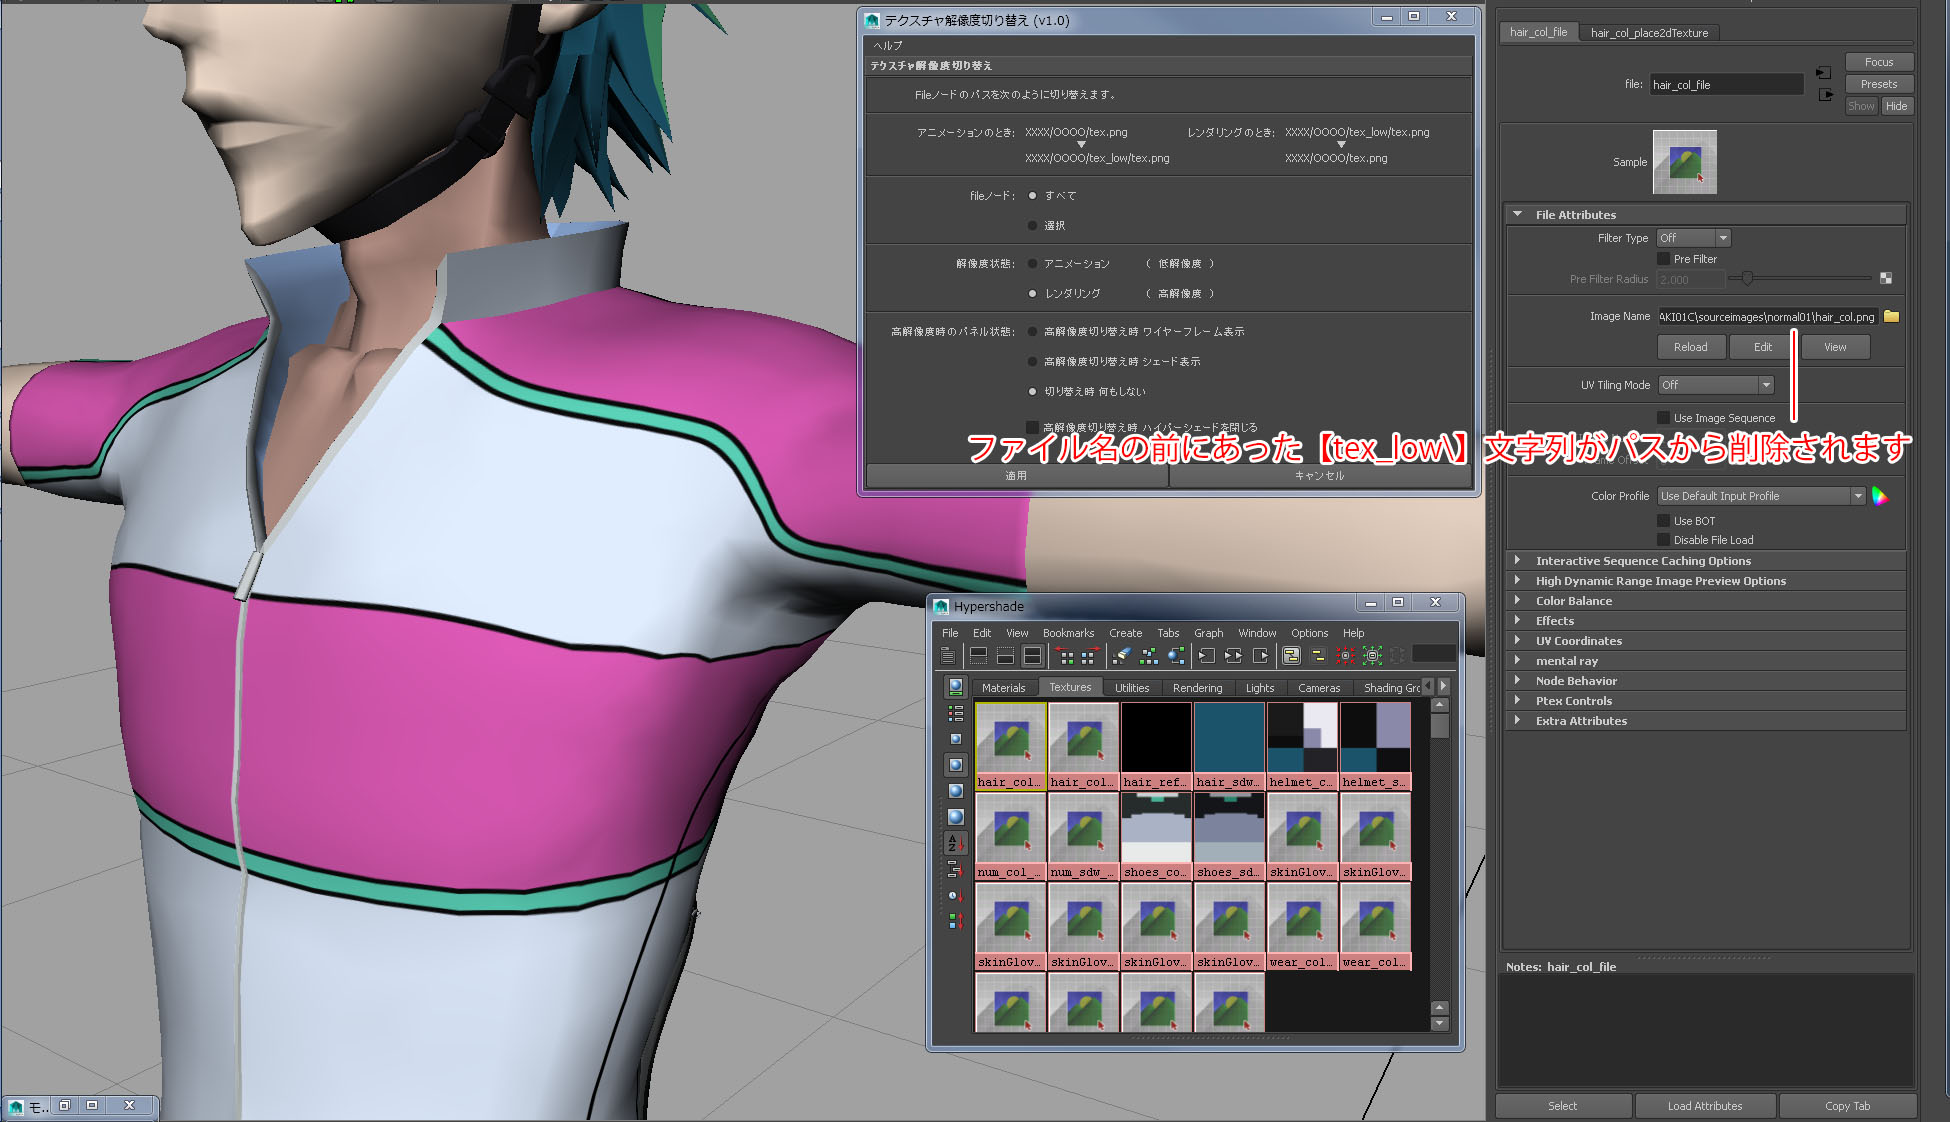 テクスチャ解像度切り替え (v1.0)
ヘルプ
テクスチャ解像度切り替え
Fileノードのパスを次のように切り替えます。
アニメーションのとき: XXXX/OOOO/tex.png
XXXX/OOOO/tex_low/tex.png
レンダリングのとき: XXXX/OOOO/tex_low/tex.png
XXXX/OOOO/tex.png
fileノード: すべて
選択
解像度状態: アニメーション ( 低解像度 )
レンダリング ( 高解像度 )
高解像度時のパネル状態: 高解像度切り替え時 ワイヤーフレーム表示
高解像度切り替え時 シェード表示
切り替え時 何もしない
高解像度切り替え時 ハイパーシェードを閉じる
適用 キャンセル
ファイル名の前にあった【tex_low\】文字列がパスから削除されます
Hypershade
File Edit View Bookmarks Create Tabs Graph Window Options Help
Materials Textures Utilities Rendering Lights Cameras Shading Gro
hair_col... hair_col... hair_ref... hair_sdw... helmet_c... helmet_s...
num_col_... num_sdw_... shoes_co... shoes_sd... skinGlov... skinGlov...
skinGlov... skinGlov... skinGlov... skinGlov... wear_col... wear_col...
モ...
hair_col_file hair_col_place2dTexture
file: hair_col_file
Focus
Presets
Show Hide
Sample
File Attributes
Filter Type Off
Pre Filter
Pre Filter Radius 2.000
Image Name AKI01C\sourceimages\normal01\hair_col.png
Reload Edit View
UV Tiling Mode Off
Use Image Sequence
Color Profile Use Default Input Profile
Use BOT
Disable File Load
Interactive Sequence Caching Options
High Dynamic Range Image Preview Options
Color Balance
Effects
UV Coordinates
mental ray
Node Behavior
Ptex Controls
Extra Attributes
Notes: hair_col_file
Select Load Attributes Copy Tab